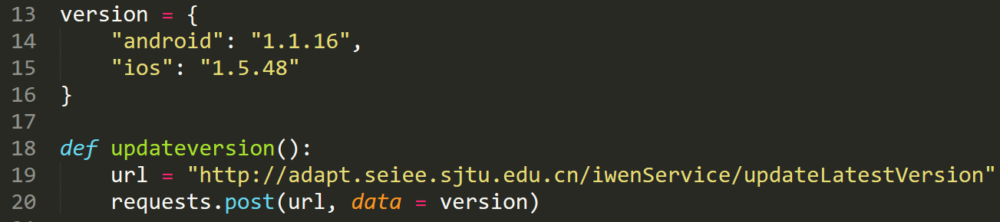 13 version = {
14     "android": "1.1.16",
15     "ios": "1.5.48"
16 }
17
18 def updateversion():
19     url = "http://adapt.seiee.sjtu.edu.cn/iwenService/updateLatestVersion"
20     requests.post(url, data = version)